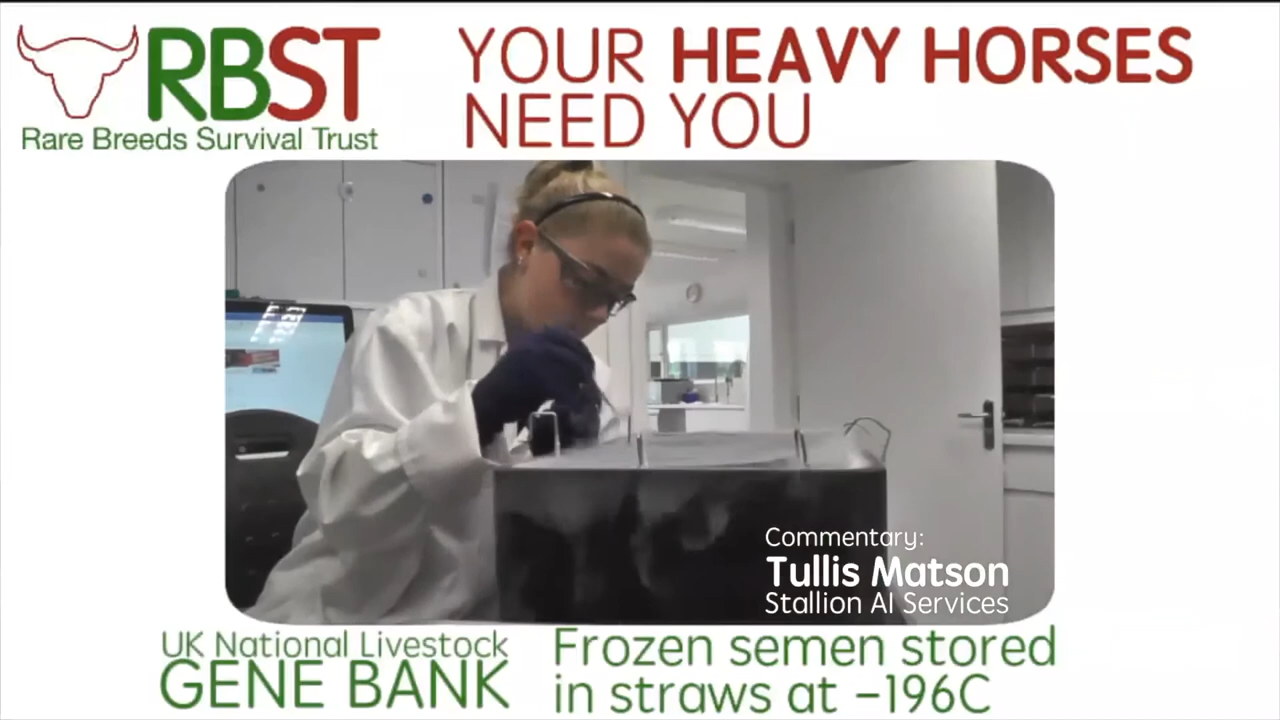 RBST
Rare Breeds Survival Trust
YOUR HEAVY HORSES
NEED YOU
Commentary:
Tullis Matson
Stallion AI Services
UK National Livestock
GENE BANK
Frozen semen stored
in straws at –196C